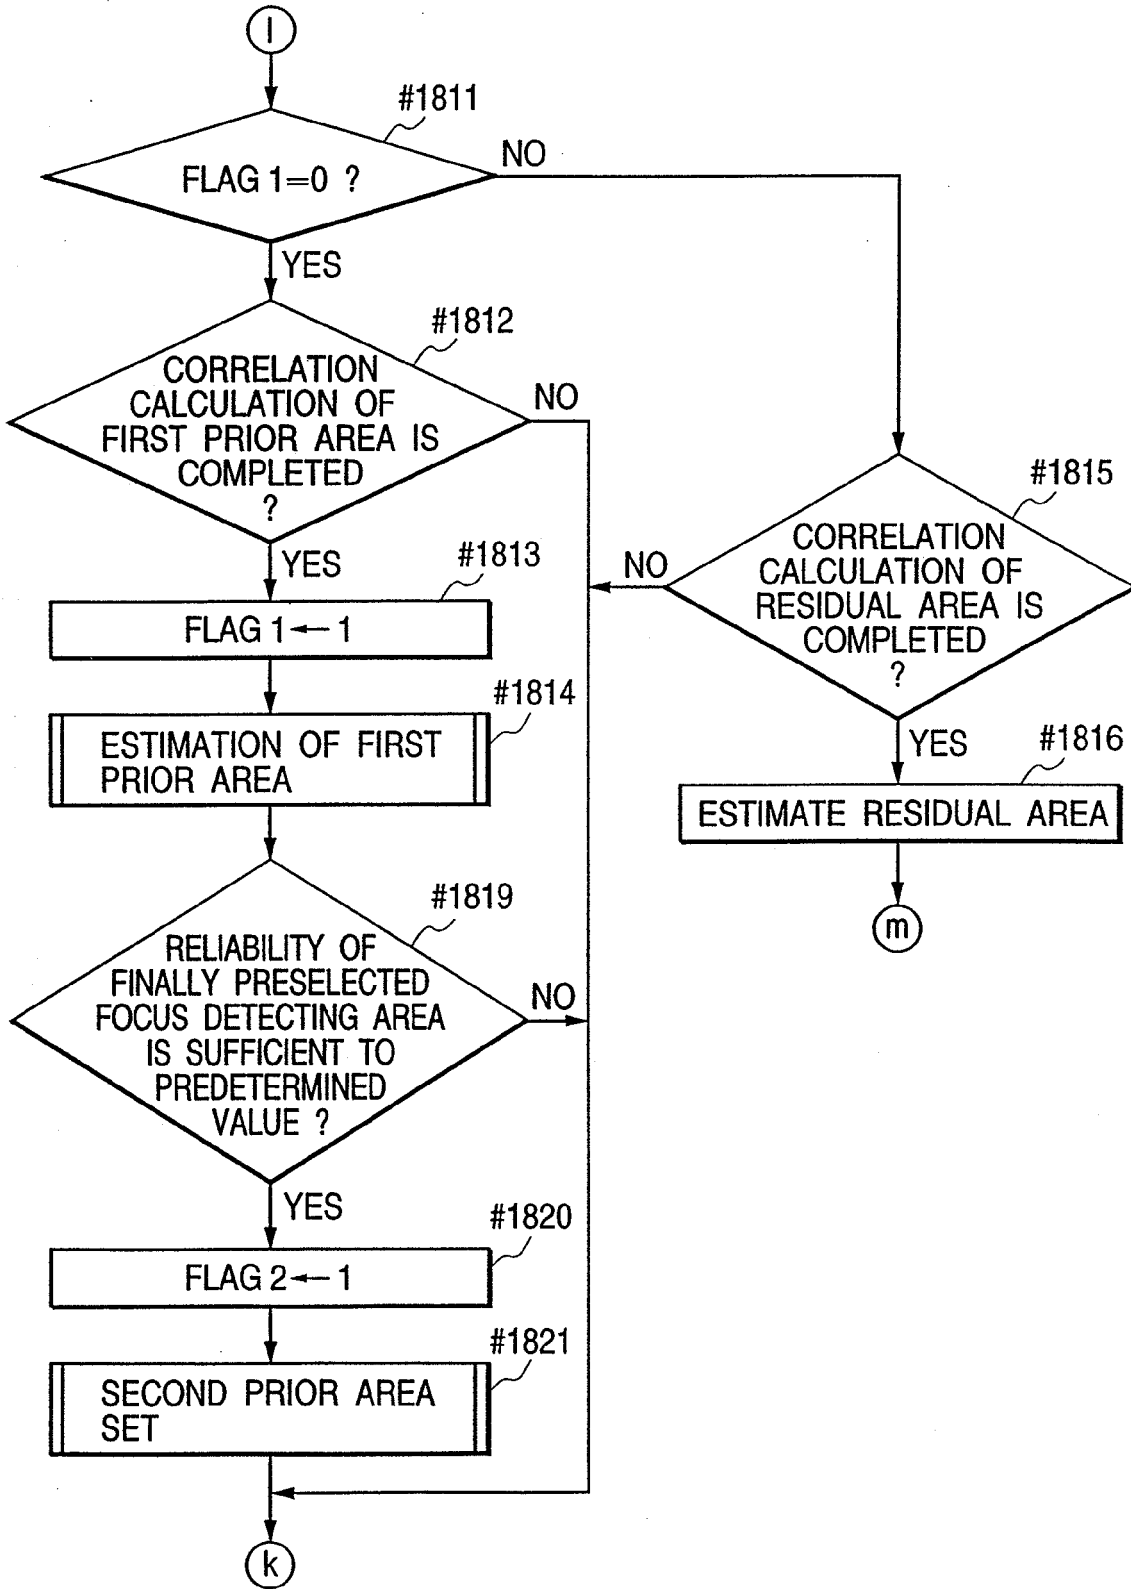 l
#1811
FLAG 1=0 ?
NO
YES
#1812
CORRELATION
CALCULATION OF
FIRST PRIOR AREA IS
COMPLETED
?
NO
YES
#1813
FLAG 1← 1
#1814
ESTIMATION OF FIRST
PRIOR AREA
#1819
RELIABILITY OF
FINALLY PRESELECTED
FOCUS DETECTING AREA
IS SUFFICIENT TO
PREDETERMINED
VALUE ?
NO
YES
#1820
FLAG 2← 1
#1821
SECOND PRIOR AREA
SET
k
#1815
CORRELATION
CALCULATION OF
RESIDUAL AREA IS
COMPLETED
?
NO
YES
#1816
ESTIMATE RESIDUAL AREA
m